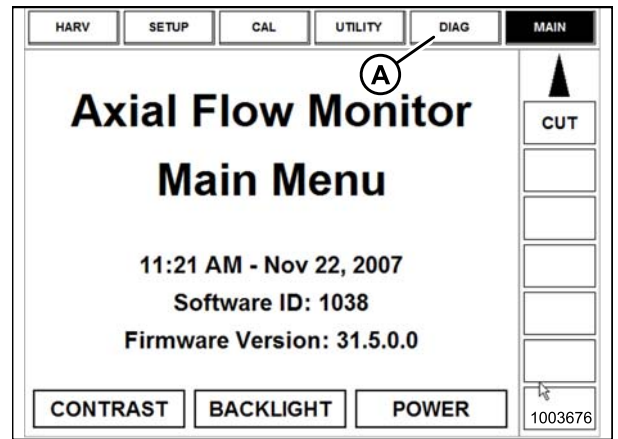 HARV SETUP CAL UTILITY DIAG MAIN
A
Axial Flow Monitor
CUT
Main Menu
11:21 AM - Nov 22, 2007
Software ID: 1038
Firmware Version: 31.5.0.0
CONTRAST BACKLIGHT POWER
1003676